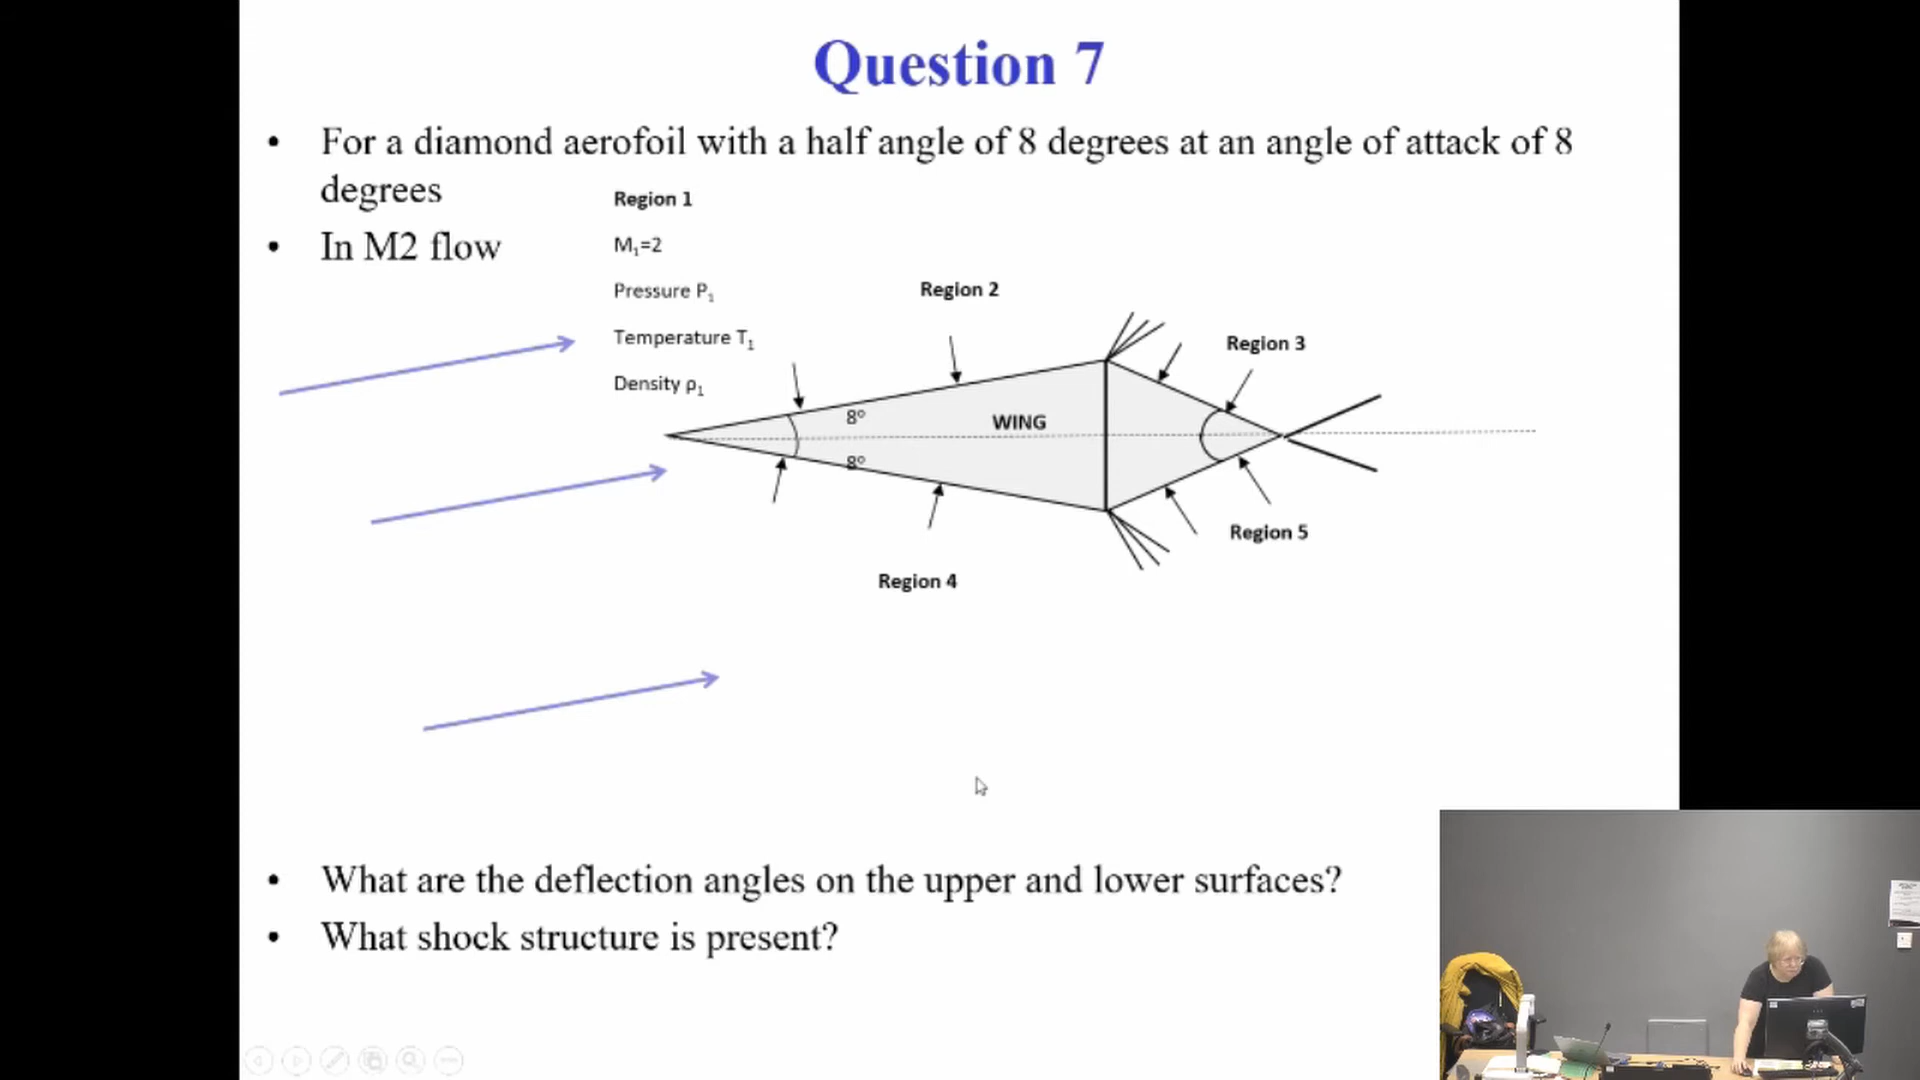 Question 7
• For a diamond aerofoil with a half angle of 8 degrees at an angle of attack of 8
degrees
• In M2 flow
Region 1
M₁=2
Pressure P₁
Temperature T₁
Density ρ₁
Region 2
Region 3
8°
WING
8°
Region 5
Region 4
• What are the deflection angles on the upper and lower surfaces?
• What shock structure is present?